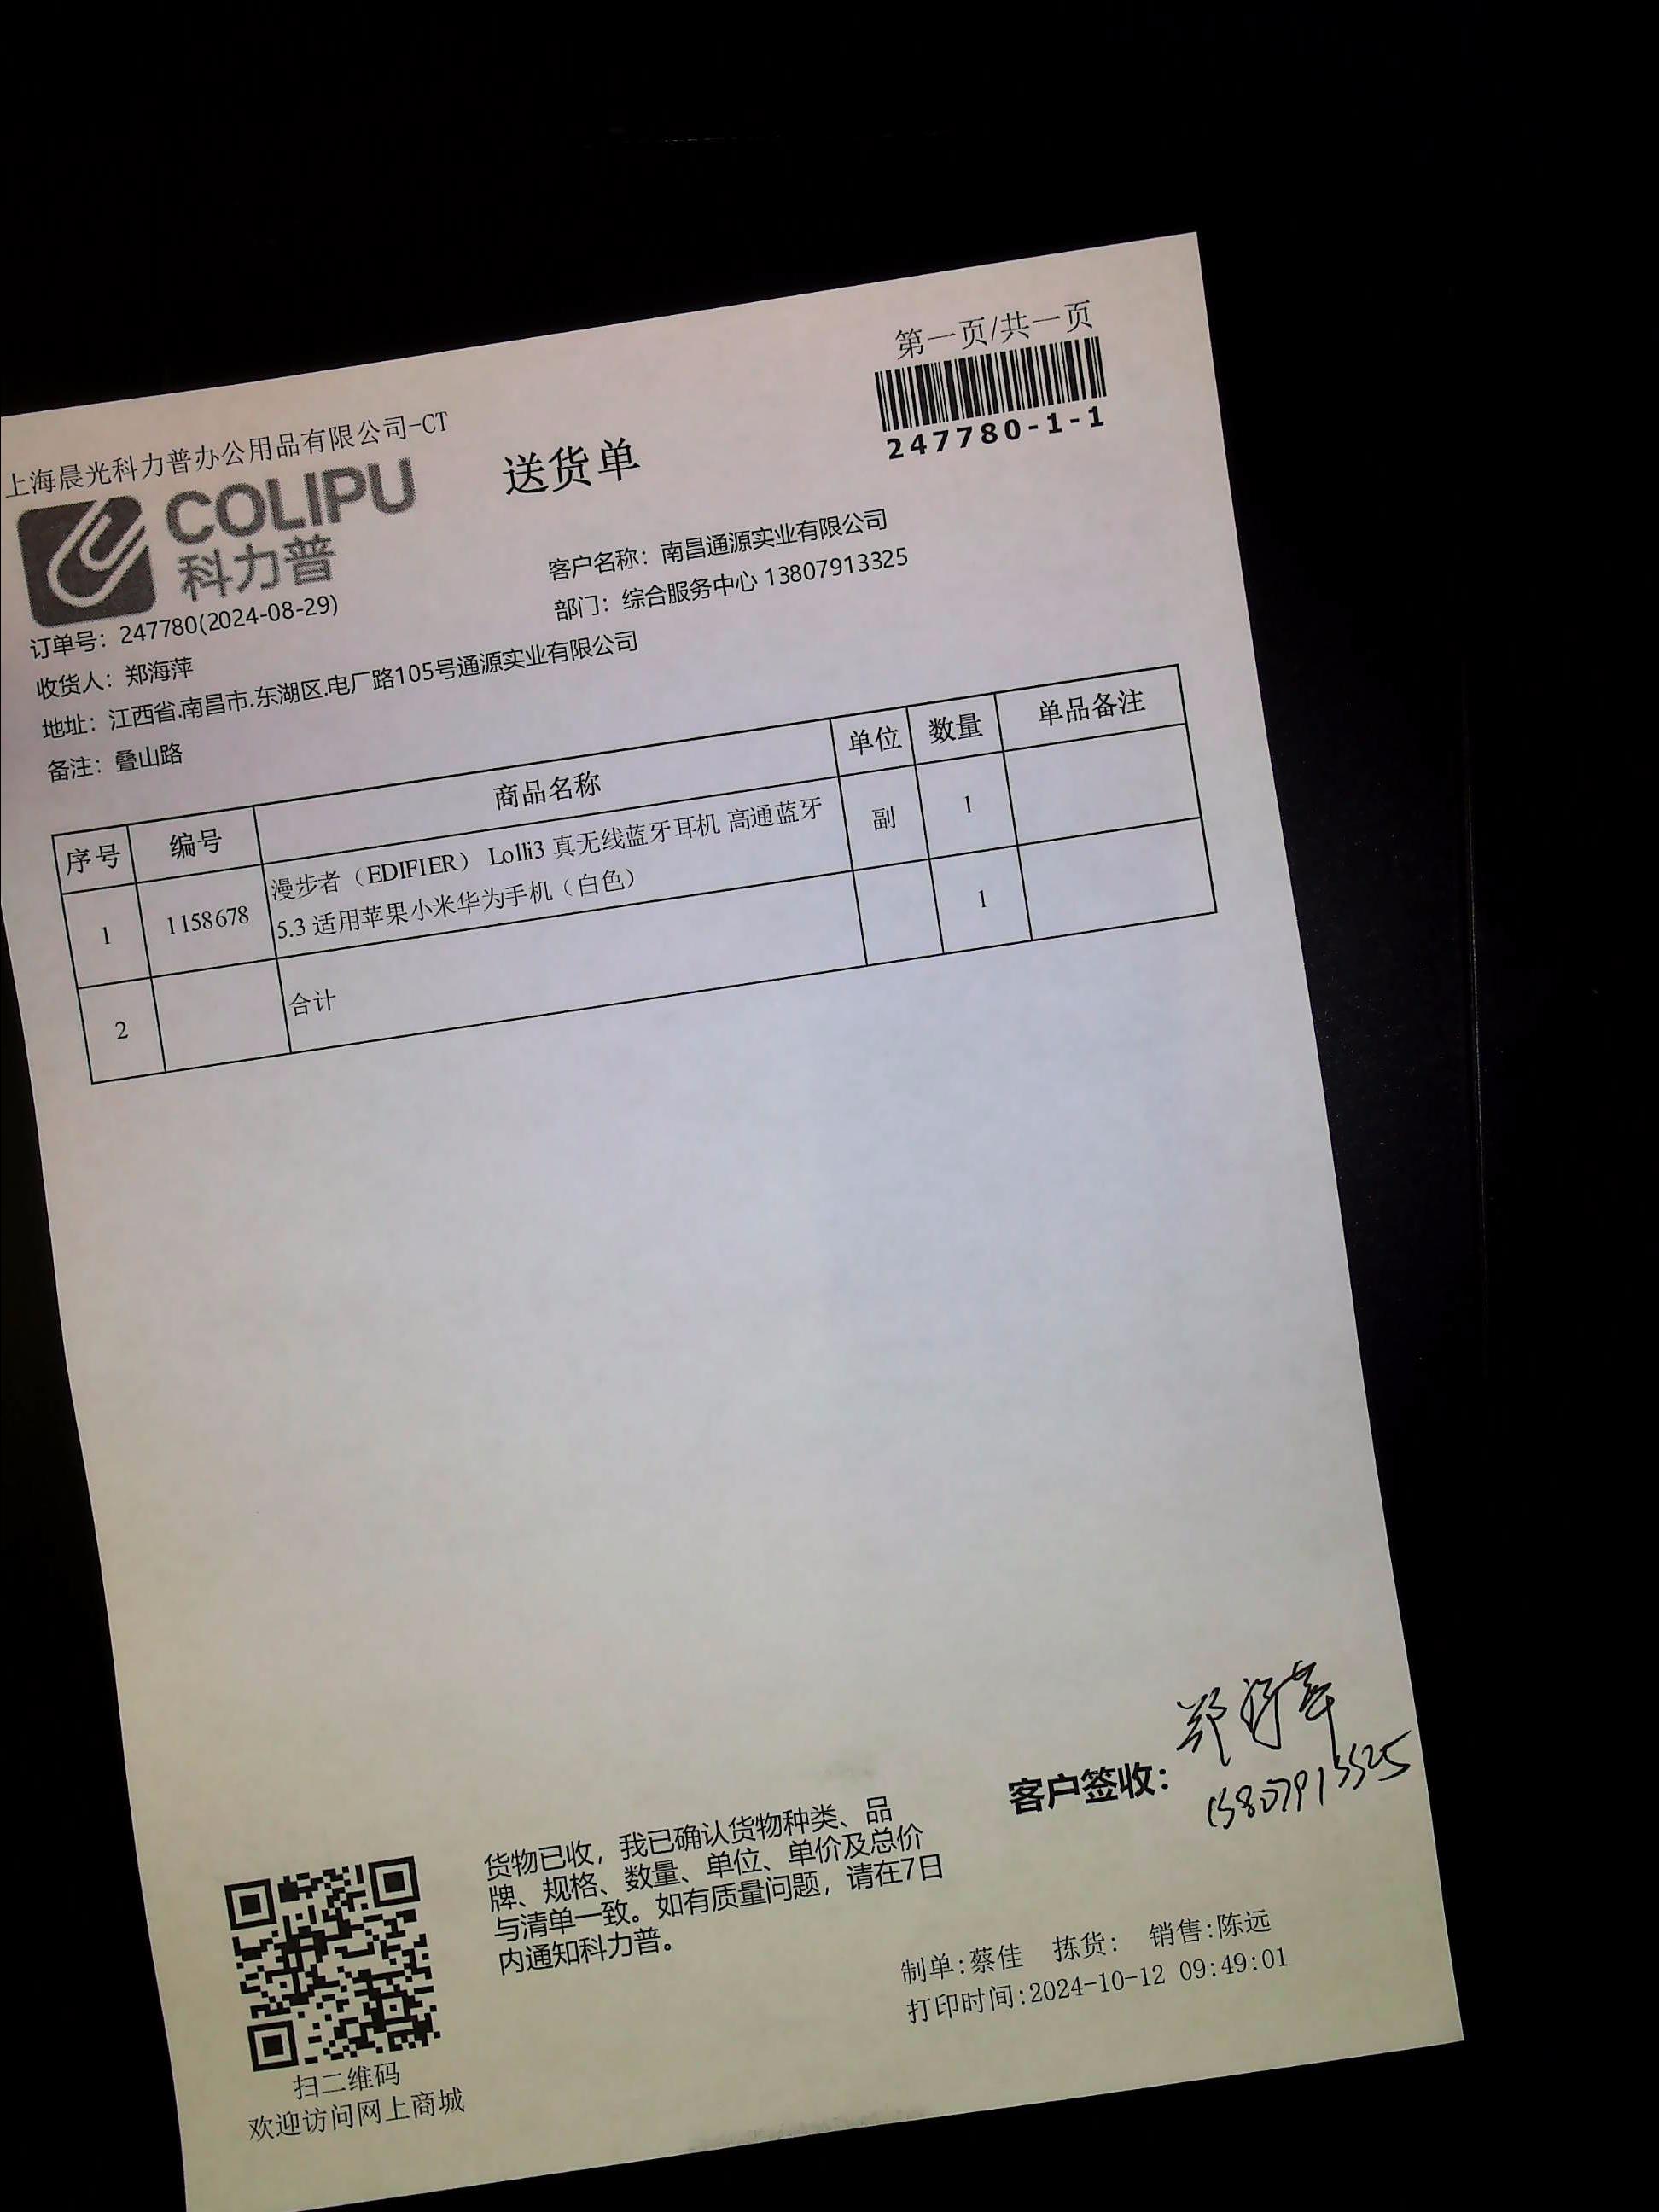 第一页/共一页
247780-1-1
上海晨光科力普办公用品有限公司-CT
COLIPU
科力普
送货单
订单号：247780(2024-08-29)
客户名称：南昌通源实业有限公司
收货人：郑海萍
部门：综合服务中心 13807913325
地址：江西省.南昌市.东湖区.电厂路105号通源实业有限公司
备注：叠山路
序号 编号 商品名称 单位 数量 单品备注
1 1158678 漫步者（EDIFIER） Lolli3 真无线蓝牙耳机 高通蓝牙 副 1
5.3 适用苹果小米华为手机（白色）
2 合计 1
客户签收：
郑海萍
13807913325
货物已收，我已确认货物种类、品
牌、规格、数量、单位、单价及总价
与清单一致。如有质量问题，请在7日
内通知科力普。
制单:蔡佳 拣货: 销售:陈远
打印时间:2024-10-12 09:49:01
扫二维码
欢迎访问网上商城